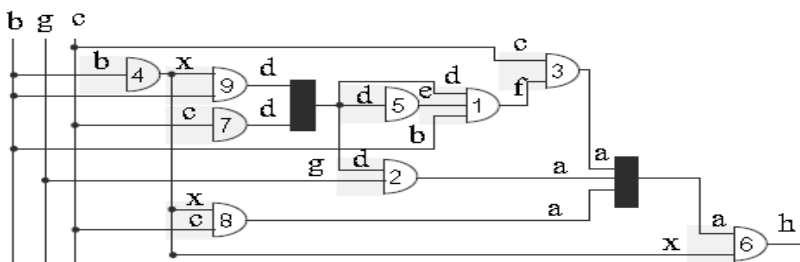 b g c
c
b 4 x 9 d d 3
d 5 e 1 f
c 7 d
b
g d 2 a a
x
c 8 a a h
x 6